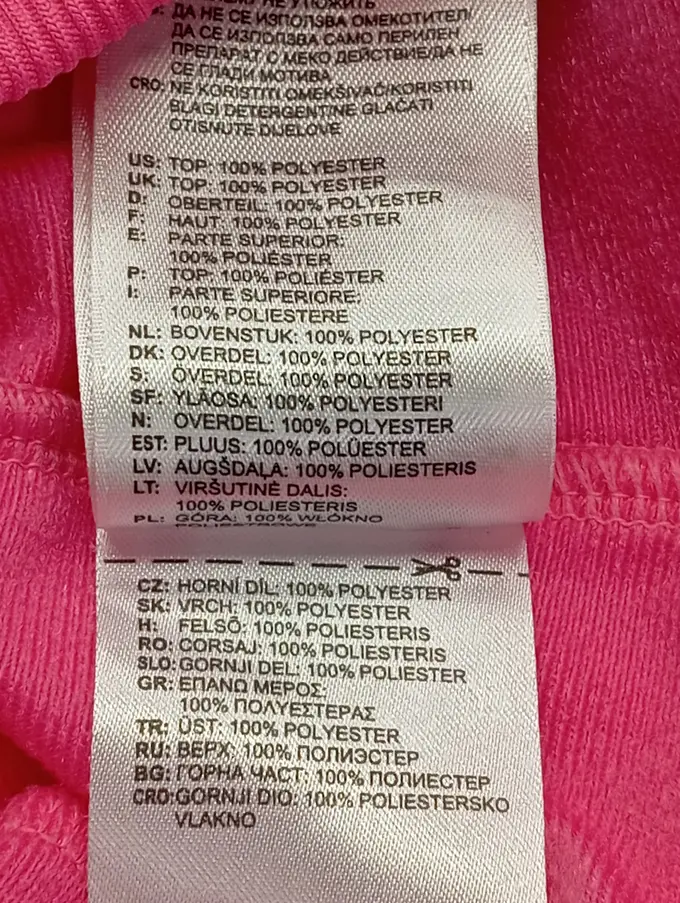 НЕ УПОЖИТЬ
ДА НЕ СЕ ИЗПОЛЗВА ОМЕКОТИТЕЛ/
ДА СЕ ИЗПОЛЗВА САМО ПЕРИЛЕН
ПРЕПАРАТ С МЕКО ДЕЙСТВИЕ/ДА НЕ
СЕ ГЛАДИ МОТИВА
CRO: NE KORISTITI OMEKŠIVAČ/KORISTITI
BLAGI DETERGENT/NE GLAČATI
OTISNUTE DIJELOVE
US: TOP: 100% POLYESTER
UK: TOP: 100% POLYESTER
D: OBERTEIL: 100% POLYESTER
F: HAUT: 100% POLYESTER
E: PARTE SUPERIOR:
100% POLIÉSTER
P: TOP: 100% POLIÉSTER
I: PARTE SUPERIORE:
100% POLIESTERE
NL: BOVENSTUK: 100% POLYESTER
DK: OVERDEL: 100% POLYESTER
S: ÖVERDEL: 100% POLYESTER
SF: YLÄOSA: 100% POLYESTERI
N: OVERDEL: 100% POLYESTER
EST: PLUUS: 100% POLÜESTER
LV: AUGŠDAĻA: 100% POLIESTERIS
LT: VIRŠUTINĖ DALIS:
100% POLIESTERIS
PL: GÓRA: 100% WŁÓKNO
POLIESTROWE
CZ: HORNÍ DÍL: 100% POLYESTER
SK: VRCH: 100% POLYESTER
H: FELSŐ: 100% POLIESTERIS
RO: CORSAJ: 100% POLIESTERIS
SLO: GORNJI DEL: 100% POLIESTER
GR: ΕΠΑΝΩ ΜΕΡΟΣ:
100% ΠΟΛΥΕΣΤΕΡΑΣ
TR: ÜST: 100% POLYESTER
RU: ВЕРХ: 100% ПОЛИЭСТЕР
BG: ГОРНА ЧАСТ: 100% ПОЛИЕСТЕР
CRO: GORNJI DIO: 100% POLIESTERSKO
VLAKNO